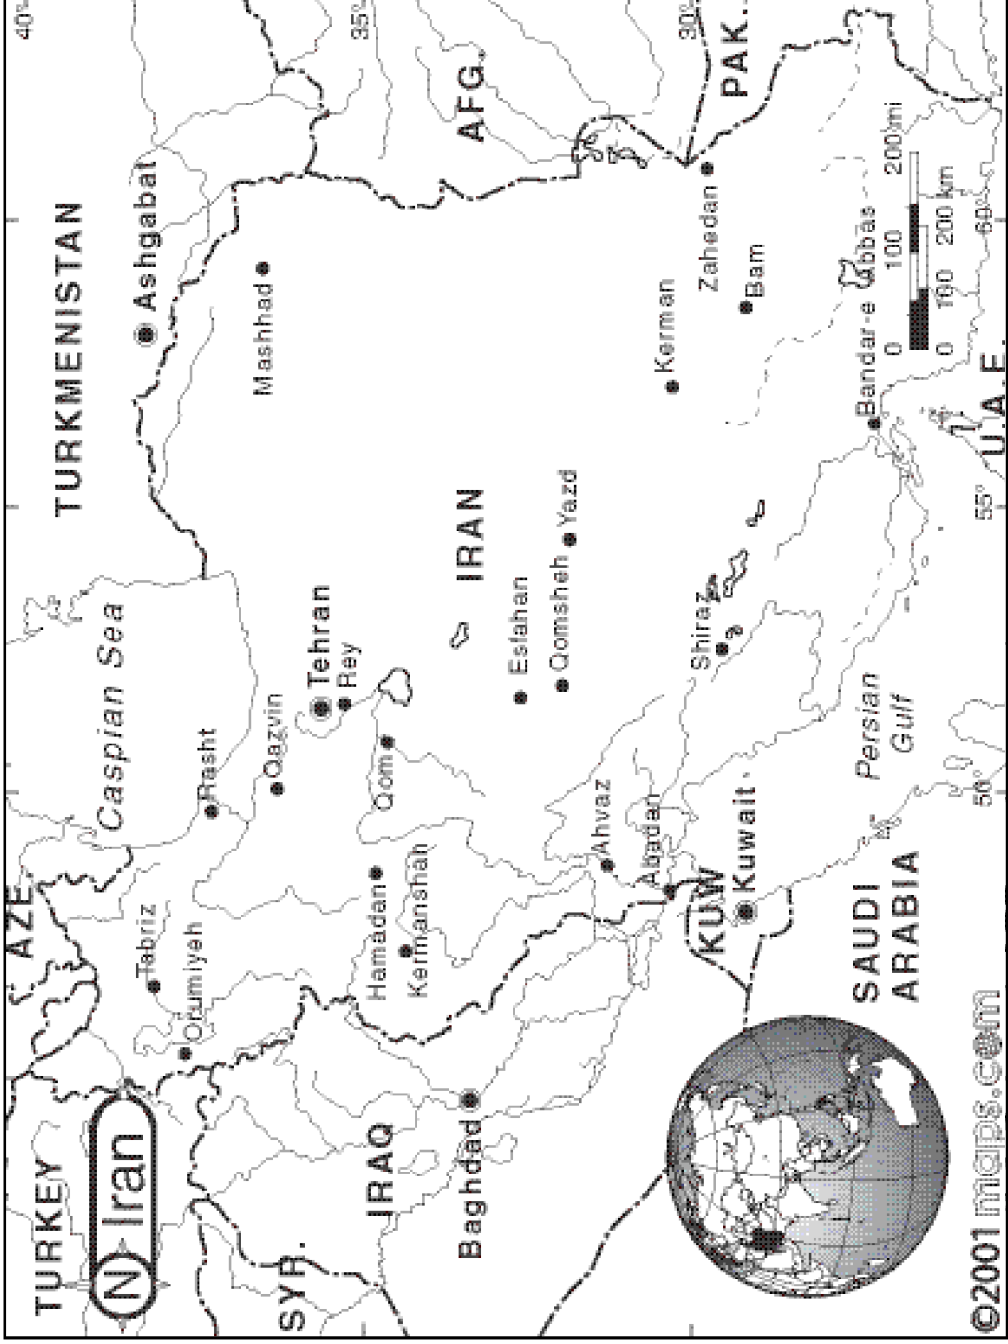 TURKEY
AZE
TURKMENISTAN
40°
N Iran
Caspian Sea
Ashgabat
Tabriz
Orumiyeh
Rasht
Mashhad
Qazvin
SYR.
Tehran
Rey
35°
IRAQ
Hamadan
Qom
Kermanshah
Baghdad
IRAN
AFG.
Esfahan
Qomsheh
Yazd
Ahvaz
Abadan
Kerman
30°
KUW
Shiraz
Zahedan
PAK.
Kuwait
Bam
SAUDI
ARABIA
Persian
Gulf
Bandar-e Abbas
0 100 200 mi
0 100 200 km
©2001 maps.com
50°
55°
60°
U.A.E.